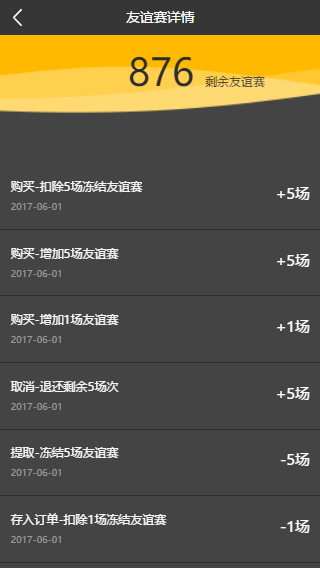 友谊赛详情
876 剩余友谊赛
购买-扣除5场冻结友谊赛
+5场
2017-06-01
购买-增加5场友谊赛
+5场
2017-06-01
购买-增加1场友谊赛
+1场
2017-06-01
取消-退还剩余5场次
+5场
2017-06-01
提取-冻结5场友谊赛
-5场
2017-06-01
存入订单-扣除1场冻结友谊赛
-1场
2017-06-01